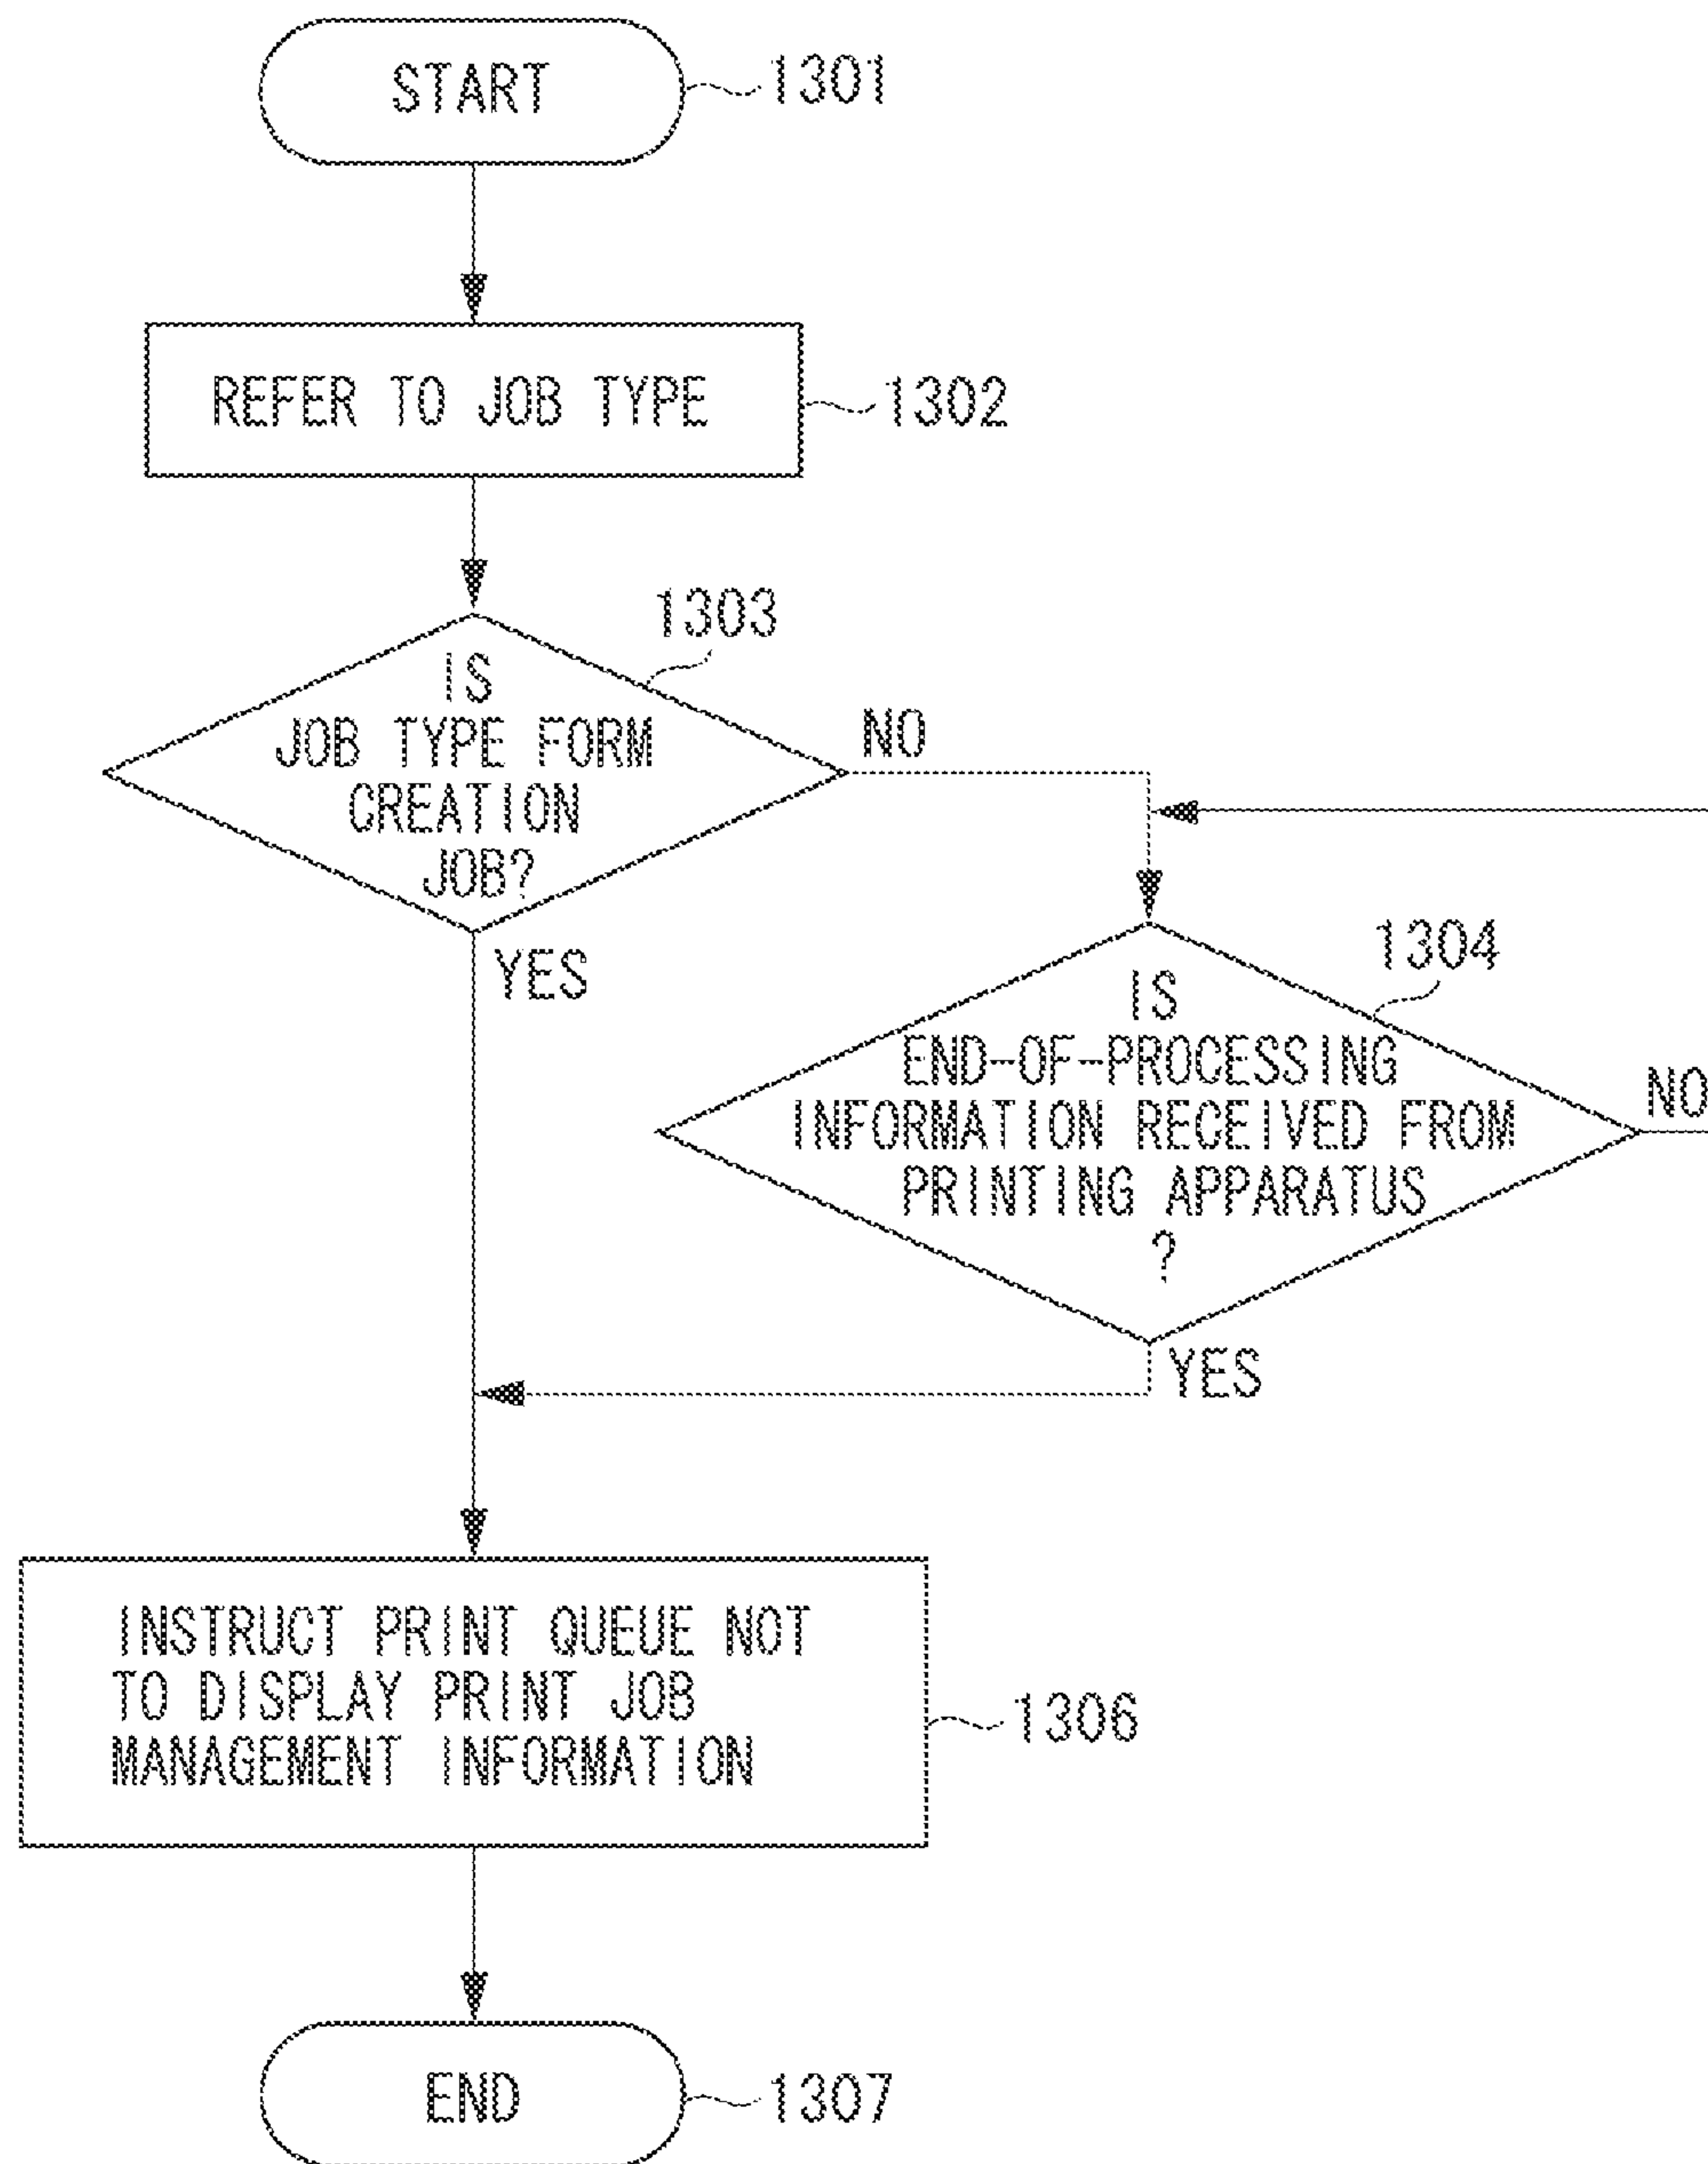 START
1301
REFER TO JOB TYPE
1302
1303
IS
JOB TYPE FORM
CREATION
JOB?
NO
YES
1304
IS
END-OF-PROCESSING
INFORMATION RECEIVED FROM
PRINTING APPARATUS
?
NO
YES
INSTRUCT PRINT QUEUE NOT
TO DISPLAY PRINT JOB
MANAGEMENT INFORMATION
1306
END
1307